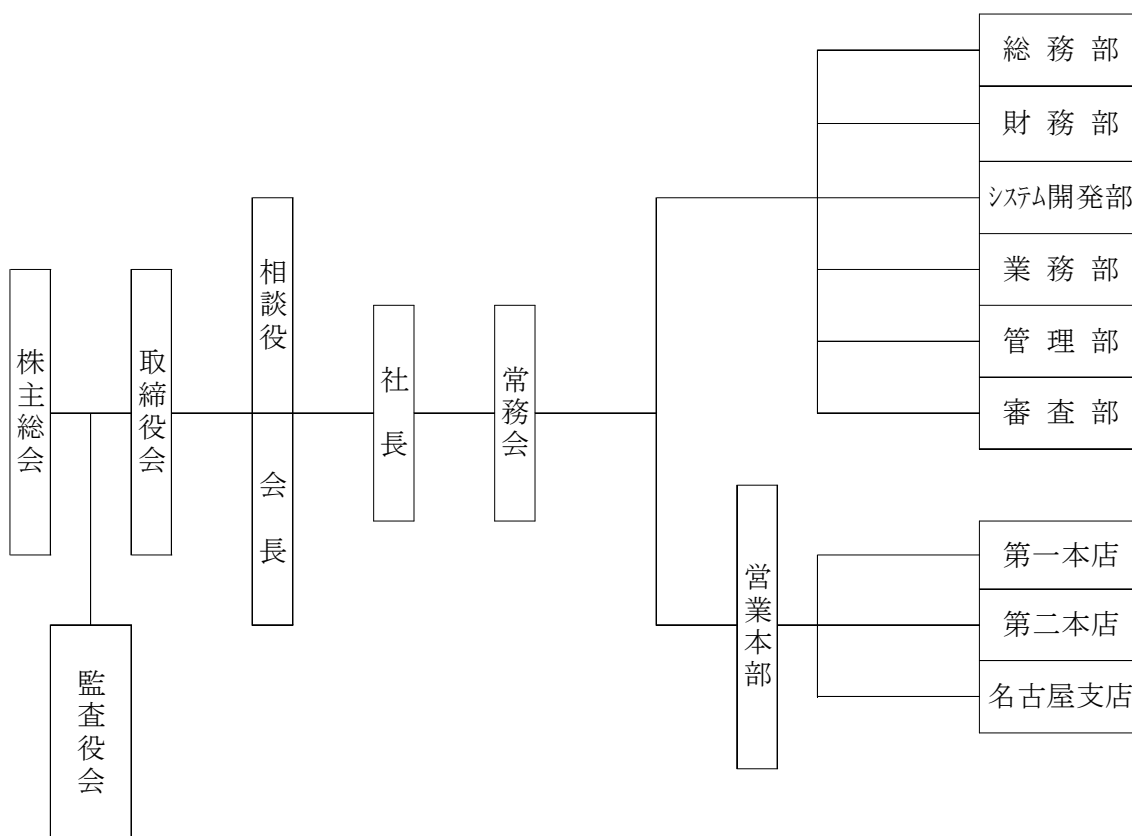 株主総会
監査役会
取締役会
相談役
会長
社長
常務会
総務部
財務部
システム開発部
業務部
管理部
審査部
営業本部
第一本店
第二本店
名古屋支店